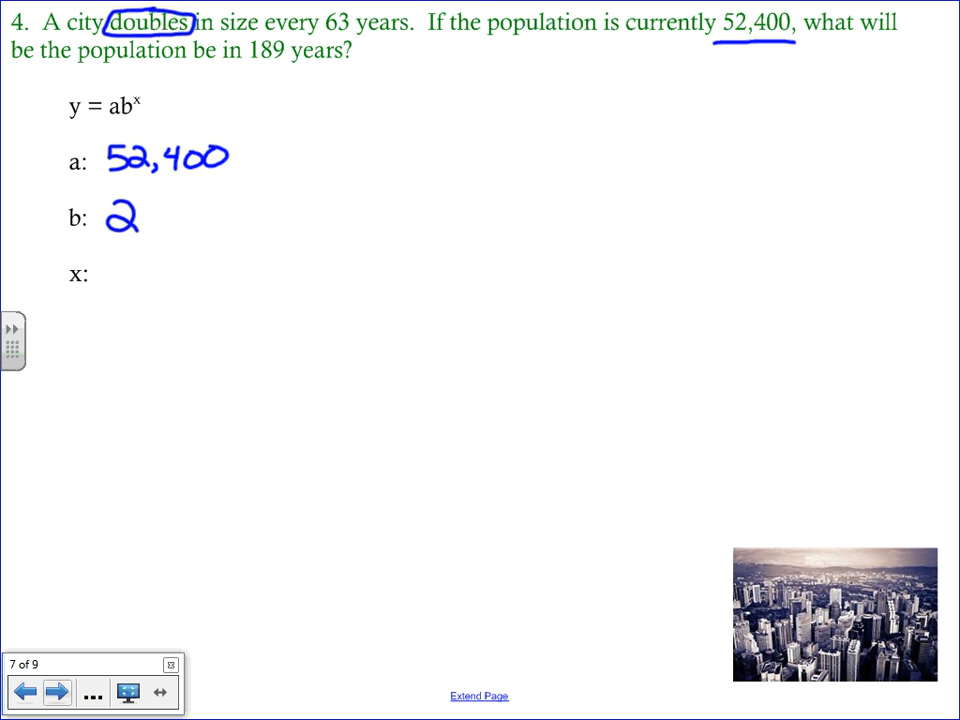 4. A city doubles in size every 63 years. If the population is currently 52,400, what will
be the population be in 189 years?
y = abˣ
a: 52,400
b: 2
x:
7 of 9
...
Extend Page